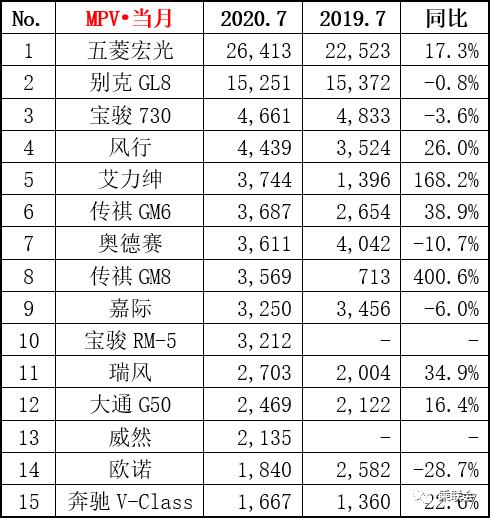 No. MPV•当月 2020.7 2019.7 同比
1 五菱宏光 26,413 22,523 17.3%
2 别克 GL8 15,251 15,372 -0.8%
3 宝骏 730 4,661 4,833 -3.6%
4 风行 4,439 3,524 26.0%
5 艾力绅 3,744 1,396 168.2%
6 传祺 GM6 3,687 2,654 38.9%
7 奥德赛 3,611 4,042 -10.7%
8 传祺 GM8 3,569 713 400.6%
9 嘉际 3,250 3,456 -6.0%
10 宝骏 RM-5 3,212 - -
11 瑞风 2,703 2,004 34.9%
12 大通 G50 2,469 2,122 16.4%
13 威然 2,135 - -
14 欧诺 1,840 2,582 -28.7%
15 奔驰 V-Class 1,667 1,360 22.6%
乘联会